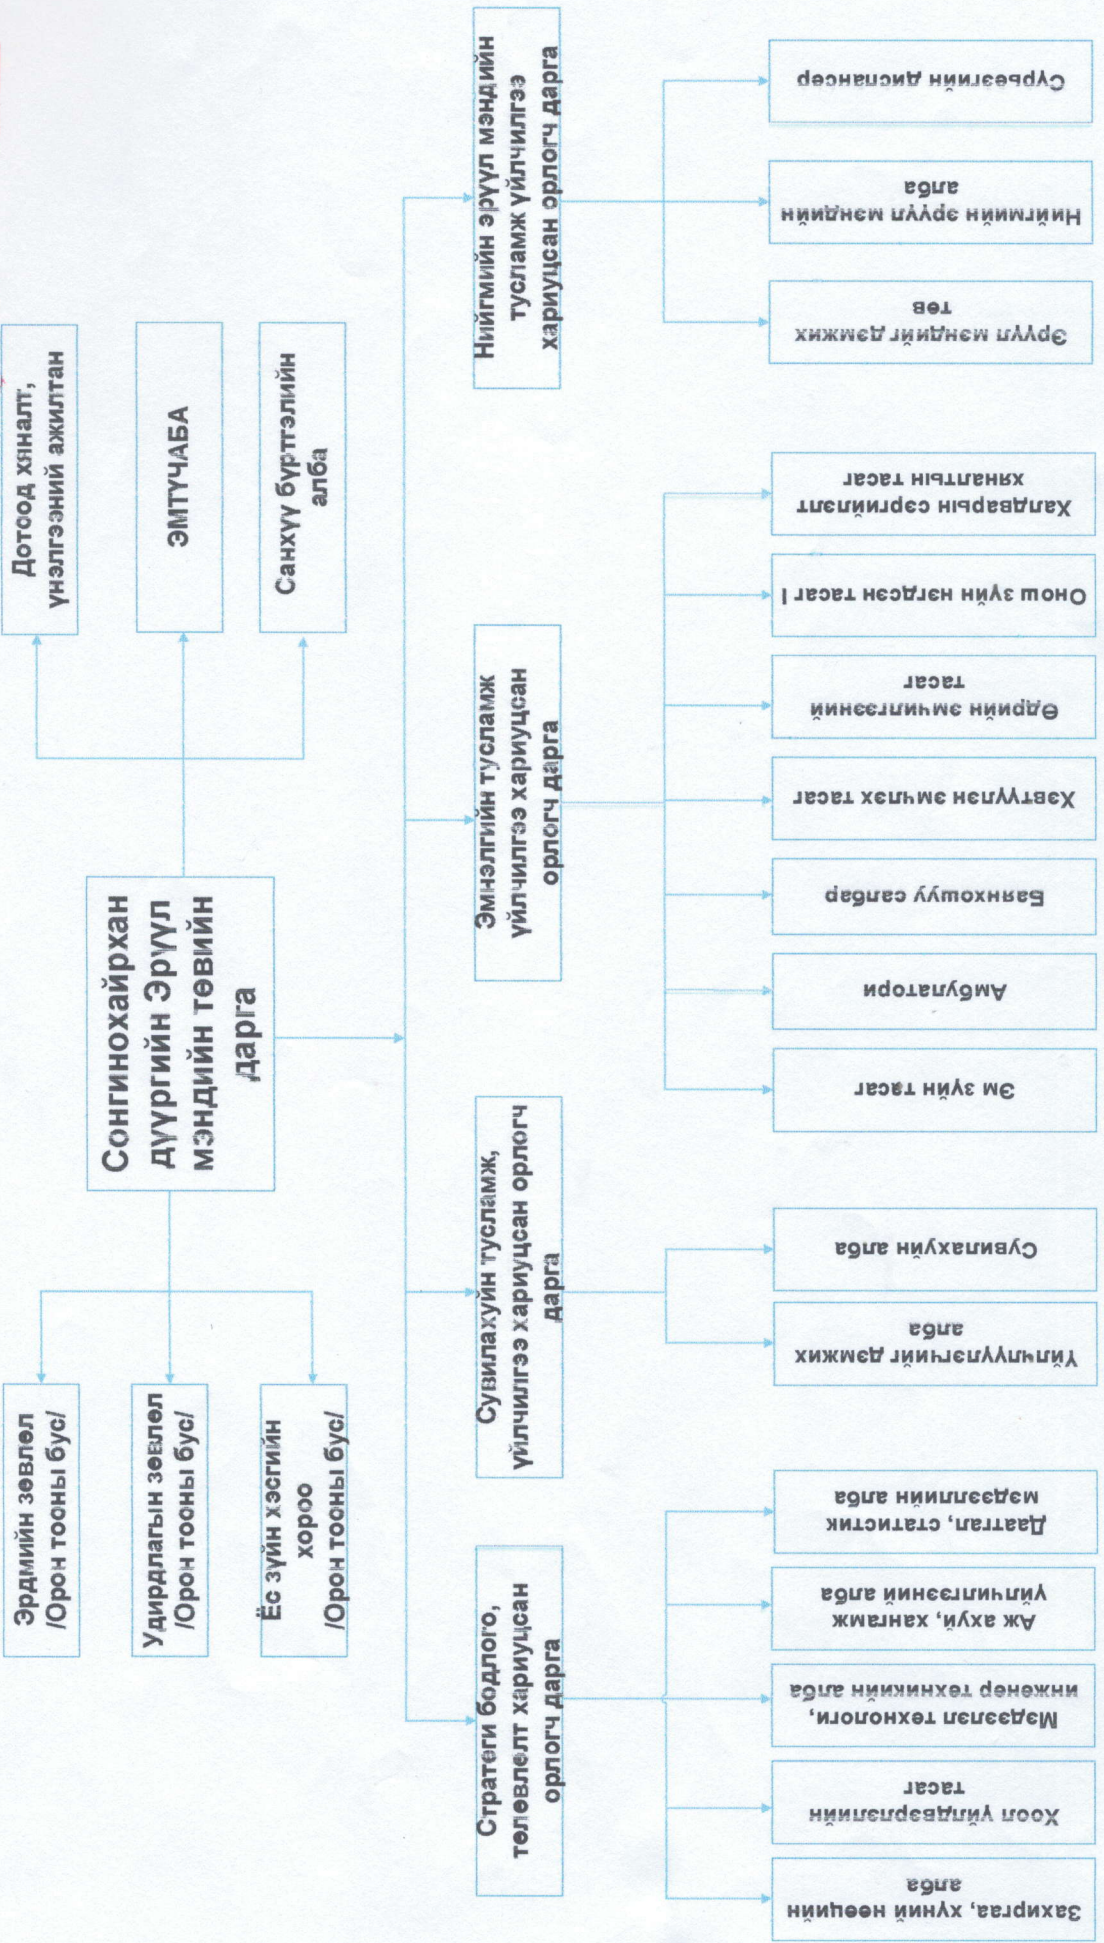 Эрдмийн зөвлөл
/Орон тооны бус/
Удирдлагын зөвлөл
/Орон тооны бус/
Ёс зүйн хэсгийн
хороо
/Орон тооны бус/
Сонгинохайрхан
дүүргийн Эрүүл
мэндийн төвийн
дарга
Дотоод хяналт,
үнэлгээний ажилтан
ЭМТҮЧАБА
Санхүү бүртгэлийн
алба
Стратеги бодлого,
төлөвлөлт хариуцсан
орлогч дарга
Сувилахуйн тусламж,
үйлчилгээ хариуцсан орлогч
дарга
Эмнэлгийн тусламж
үйлчилгээ хариуцсан
орлогч дарга
Нийгмийн эрүүл мэндийн
тусламж үйлчилгээ
хариуцсан орлогч дарга
Захиргаа, хүний нөөцийн
алба
Хоол үйлдвэрлэлийн
тасаг
Мэдээлэл технологи,
инженер техникийн алба
Аж ахуй, хангамж
үйлчилгээний алба
Даатгал, статистик
мэдээллийн алба
Үйлчлүүлэгчийг дэмжих
алба
Сувилахуйн алба
Эм зүйн тасаг
Амбулатори
Баянхошуу салбар
Хэвтүүлэн эмчлэх тасаг
Өдрийн эмчилгээний
тасаг
Онош зүйн нэгдсэн тасаг I
Халдварын сэргийлэлт
хяналтын тасаг
Эрүүл мэндийг дэмжих
төв
Нийгмийн эрүүл мэндийн
алба
Сүрьеэгийн диспансер